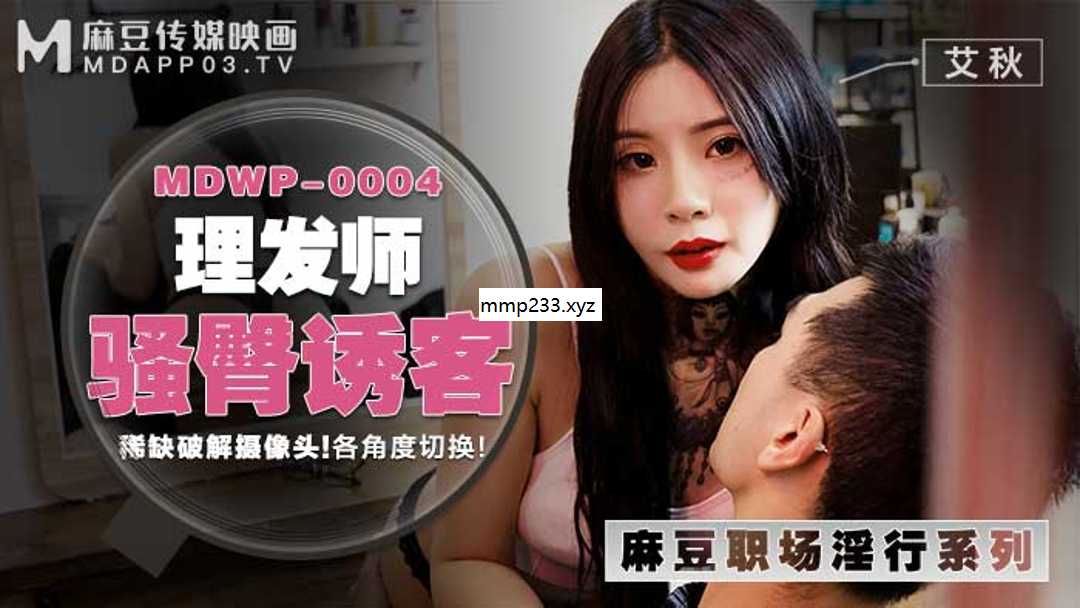 麻豆传媒映画
MDAPP03.TV
艾秋
MDWP-0004
理发师
mmp233.xyz
骚臂诱客
稀缺破解摄像头!各角度切换!
麻豆职场淫行系列